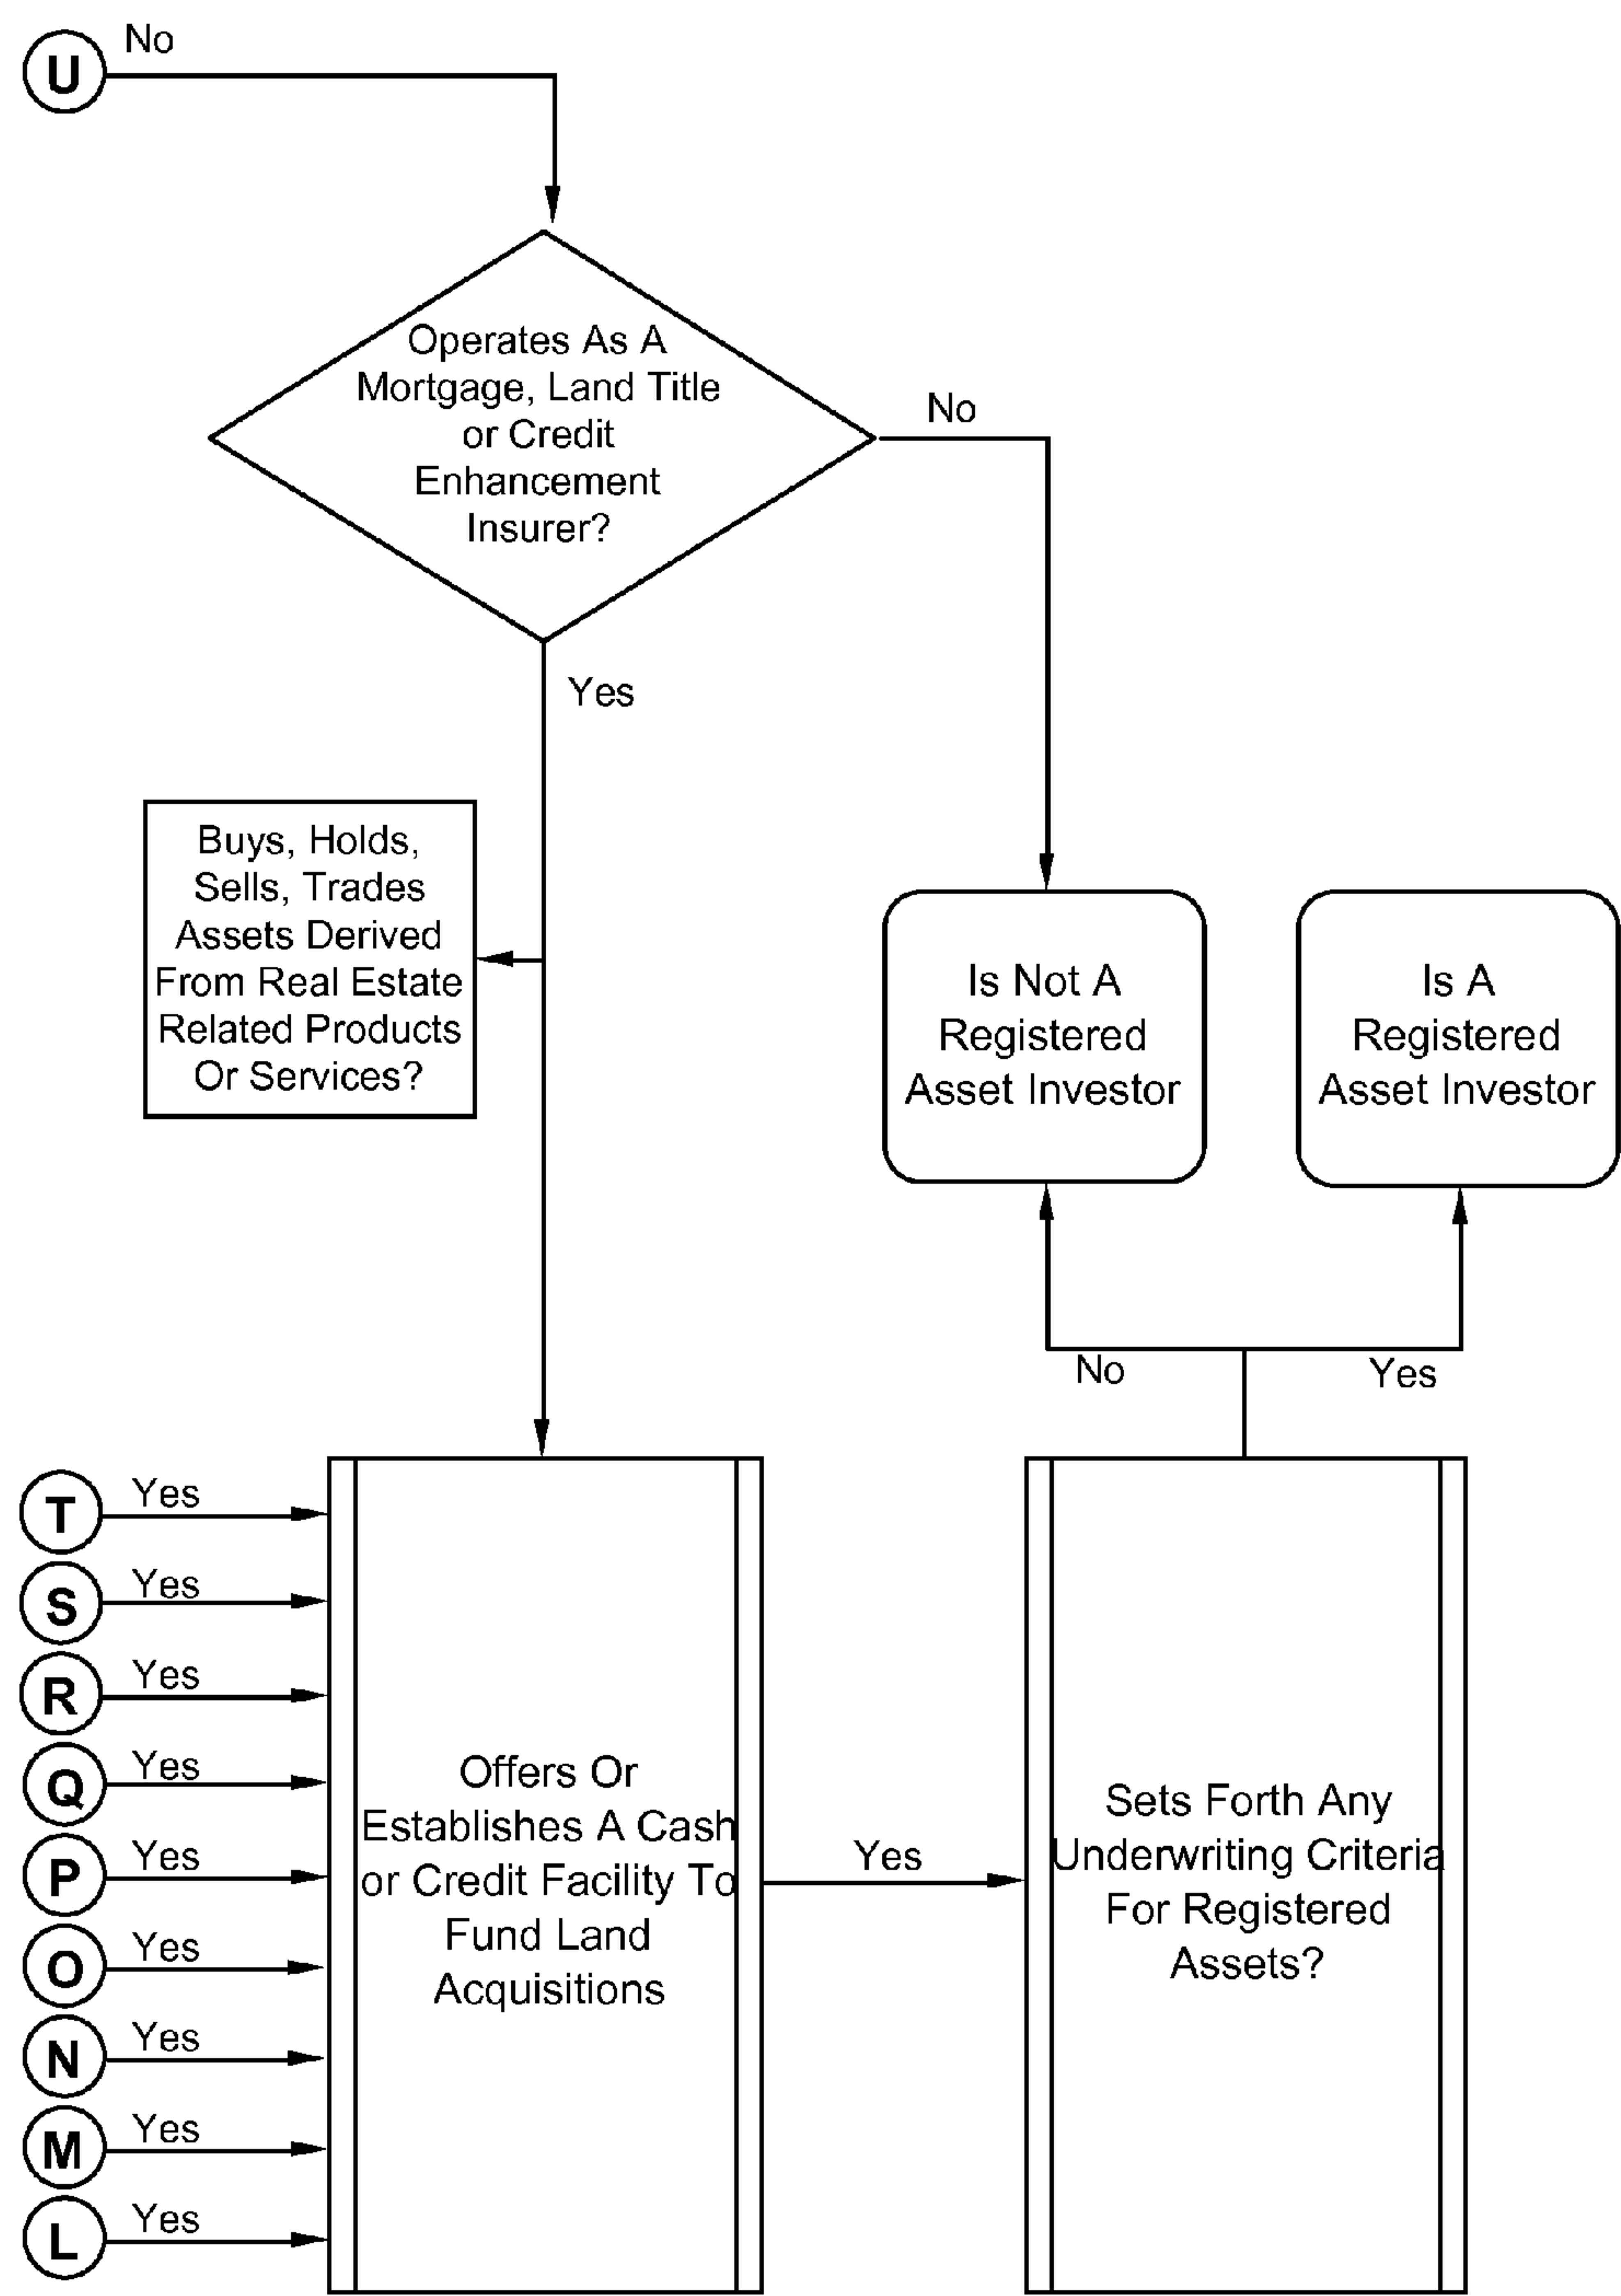 U
No
Operates As A
Mortgage, Land Title
or Credit
Enhancement
Insurer?
No
Yes
Buys, Holds,
Sells, Trades
Assets Derived
From Real Estate
Related Products
Or Services?
Is Not A
Registered
Asset Investor
Is A
Registered
Asset Investor
No
Yes
T
Yes
S
Yes
R
Yes
Q
Yes
P
Yes
O
Yes
N
Yes
M
Yes
L
Yes
Offers Or
Establishes A Cash
or Credit Facility To
Fund Land
Acquisitions
Yes
Sets Forth Any
Underwriting Criteria
For Registered
Assets?